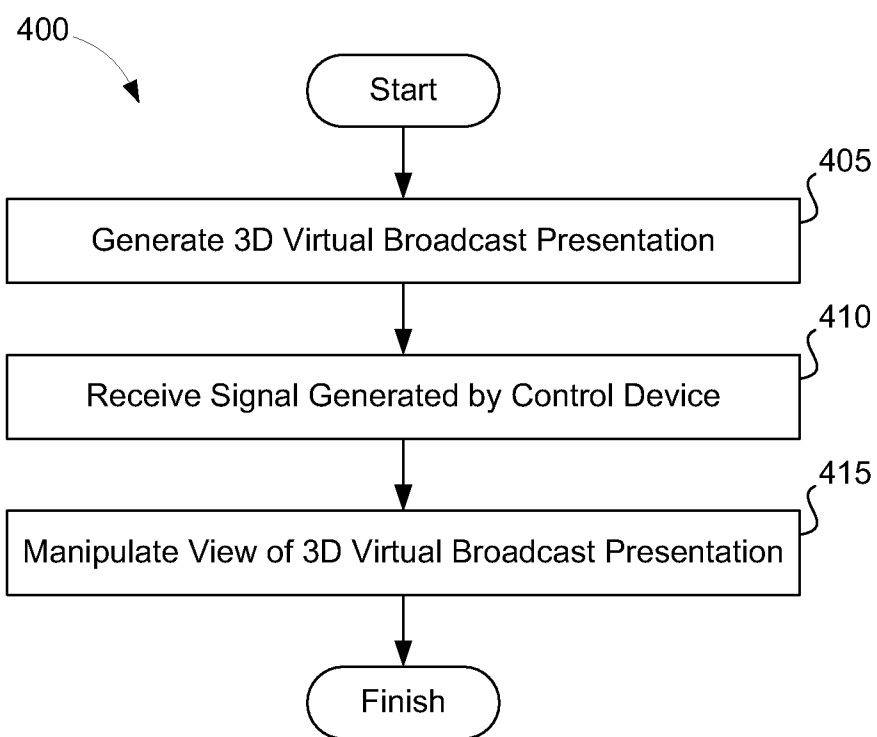 400
Start
405
Generate 3D Virtual Broadcast Presentation
410
Receive Signal Generated by Control Device
415
Manipulate View of 3D Virtual Broadcast Presentation
Finish